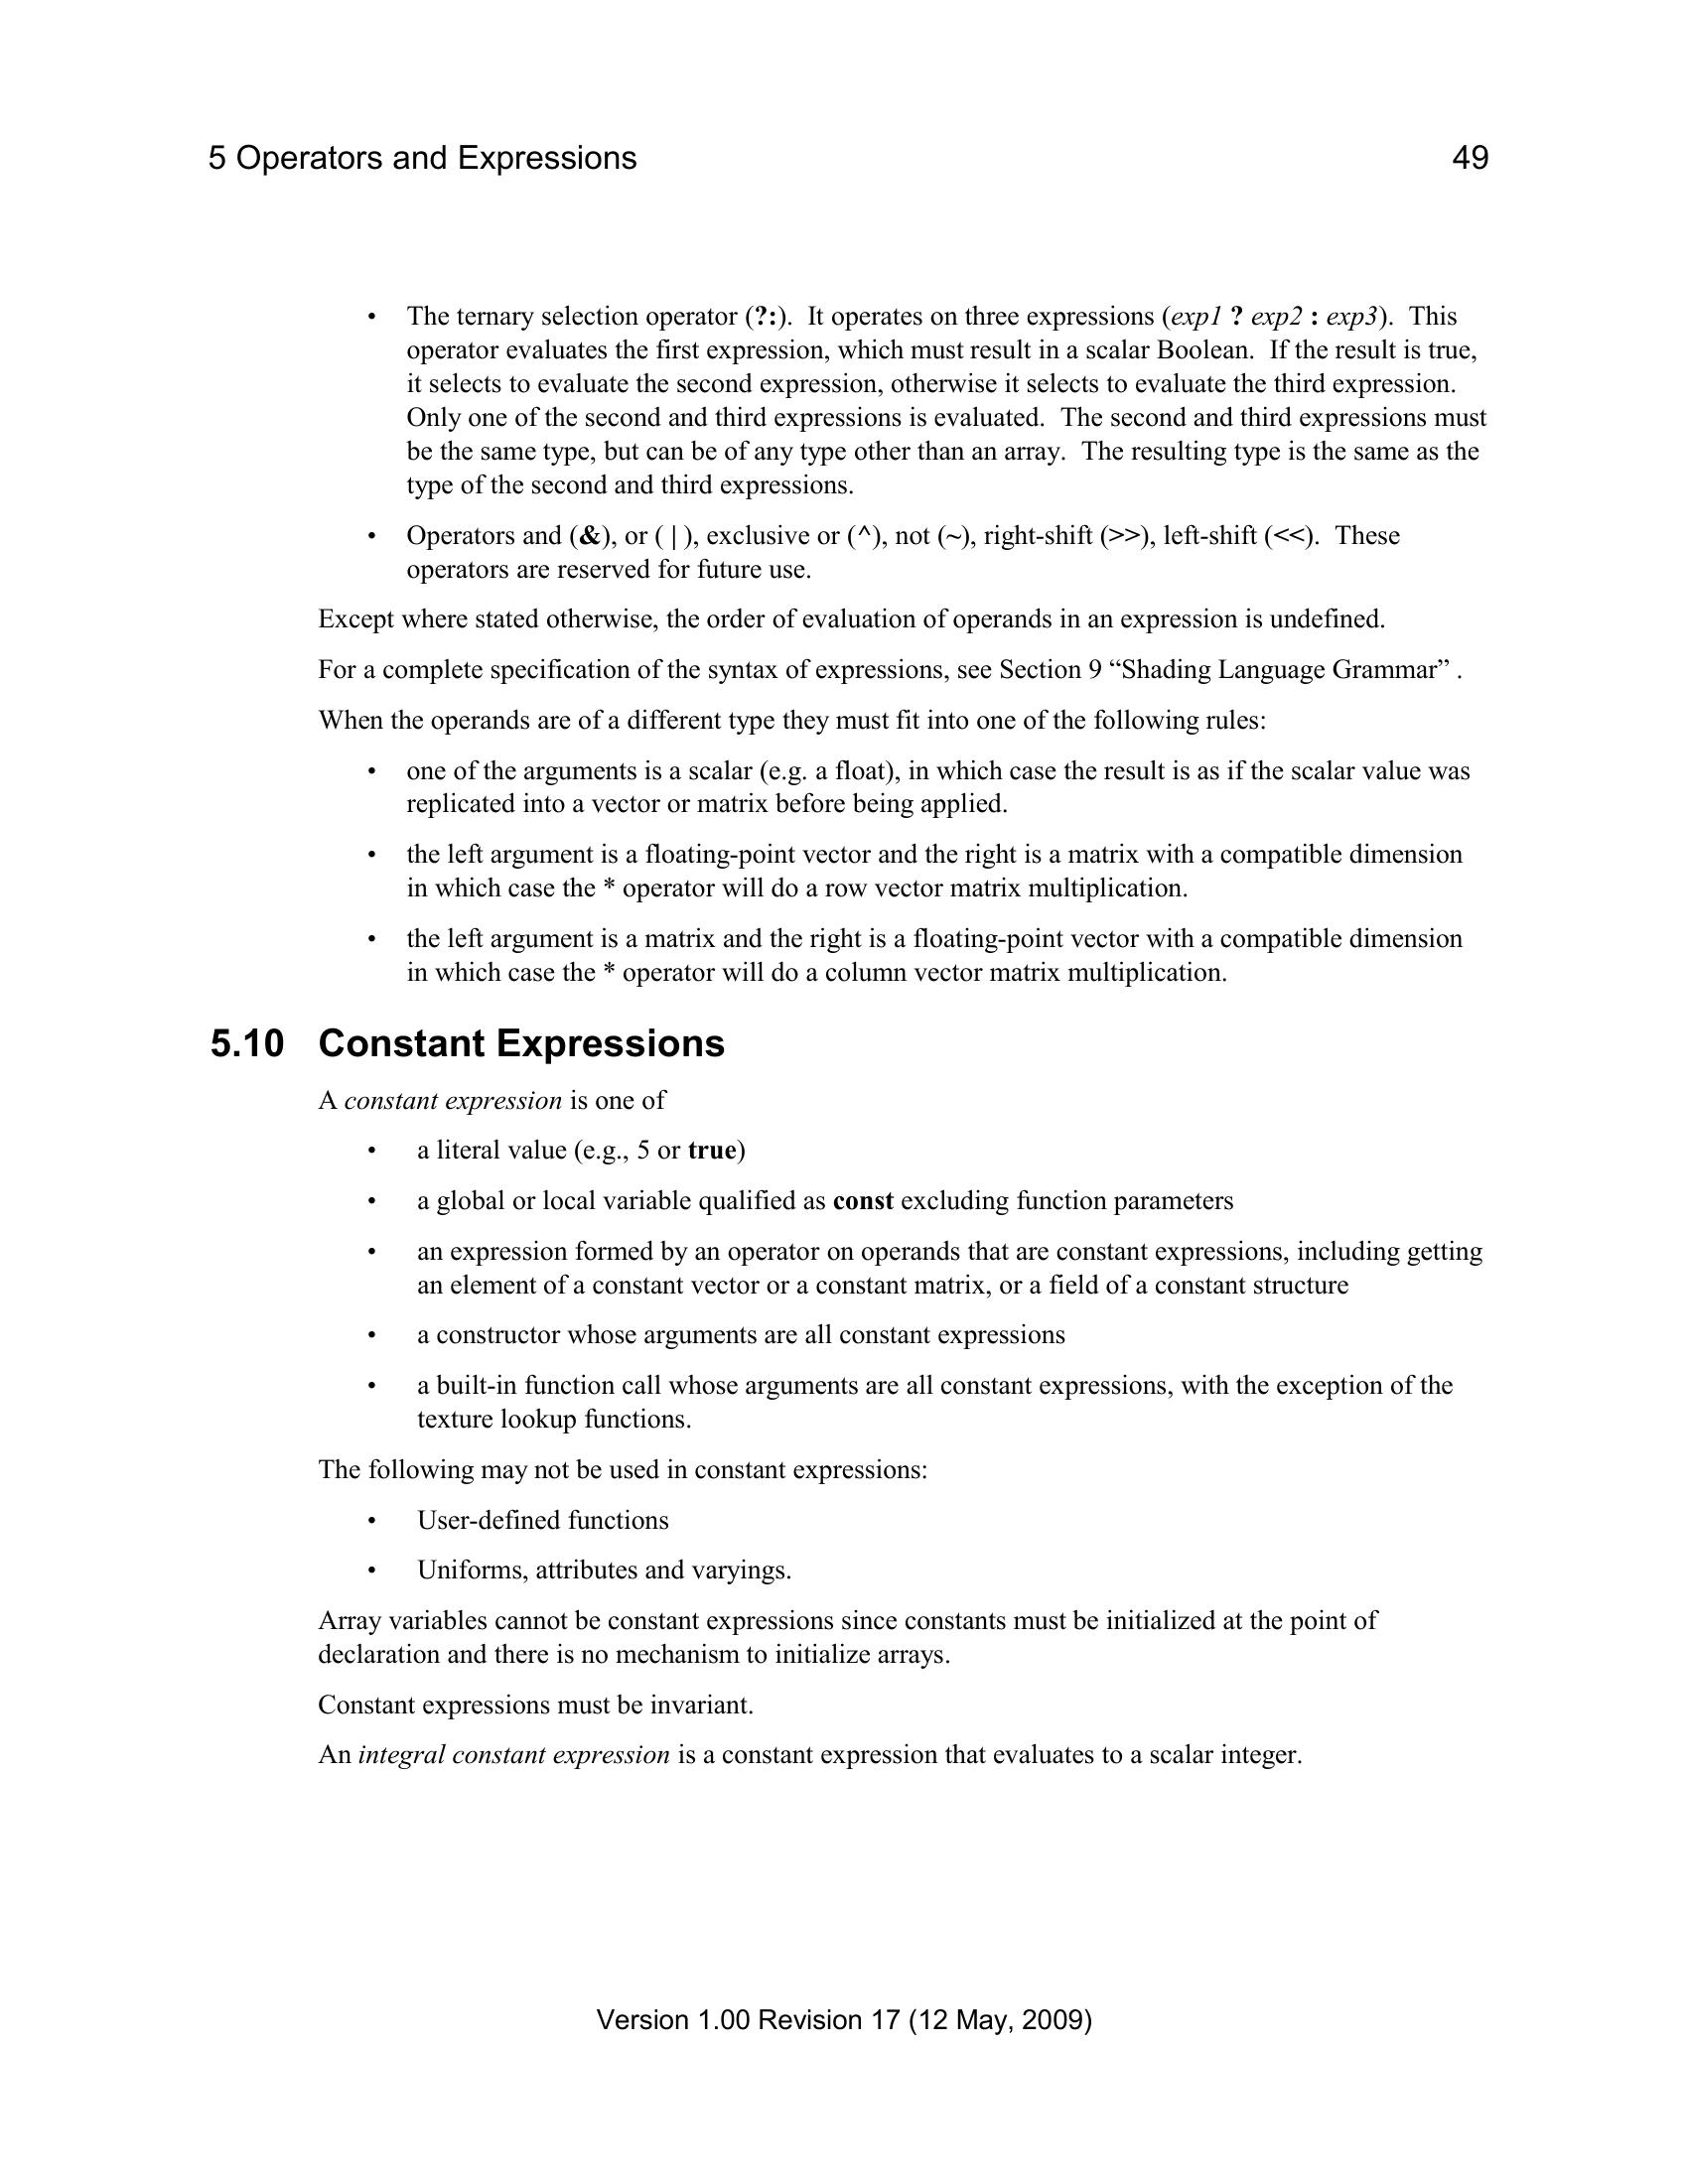 5 Operators and Expressions 49
• The ternary selection operator (?:). It operates on three expressions (exp1 ? exp2 : exp3). This
operator evaluates the first expression, which must result in a scalar Boolean. If the result is true,
it selects to evaluate the second expression, otherwise it selects to evaluate the third expression.
Only one of the second and third expressions is evaluated. The second and third expressions must
be the same type, but can be of any type other than an array. The resulting type is the same as the
type of the second and third expressions.
• Operators and (&), or ( | ), exclusive or (^), not (~), right-shift (>>), left-shift (<<). These
operators are reserved for future use.
Except where stated otherwise, the order of evaluation of operands in an expression is undefined.
For a complete specification of the syntax of expressions, see Section 9 “Shading Language Grammar” .
When the operands are of a different type they must fit into one of the following rules:
• one of the arguments is a scalar (e.g. a float), in which case the result is as if the scalar value was
replicated into a vector or matrix before being applied.
• the left argument is a floating-point vector and the right is a matrix with a compatible dimension
in which case the * operator will do a row vector matrix multiplication.
• the left argument is a matrix and the right is a floating-point vector with a compatible dimension
in which case the * operator will do a column vector matrix multiplication.
5.10 Constant Expressions
A constant expression is one of
• a literal value (e.g., 5 or true)
• a global or local variable qualified as const excluding function parameters
• an expression formed by an operator on operands that are constant expressions, including getting
an element of a constant vector or a constant matrix, or a field of a constant structure
• a constructor whose arguments are all constant expressions
• a built-in function call whose arguments are all constant expressions, with the exception of the
texture lookup functions.
The following may not be used in constant expressions:
• User-defined functions
• Uniforms, attributes and varyings.
Array variables cannot be constant expressions since constants must be initialized at the point of
declaration and there is no mechanism to initialize arrays.
Constant expressions must be invariant.
An integral constant expression is a constant expression that evaluates to a scalar integer.
Version 1.00 Revision 17 (12 May, 2009)